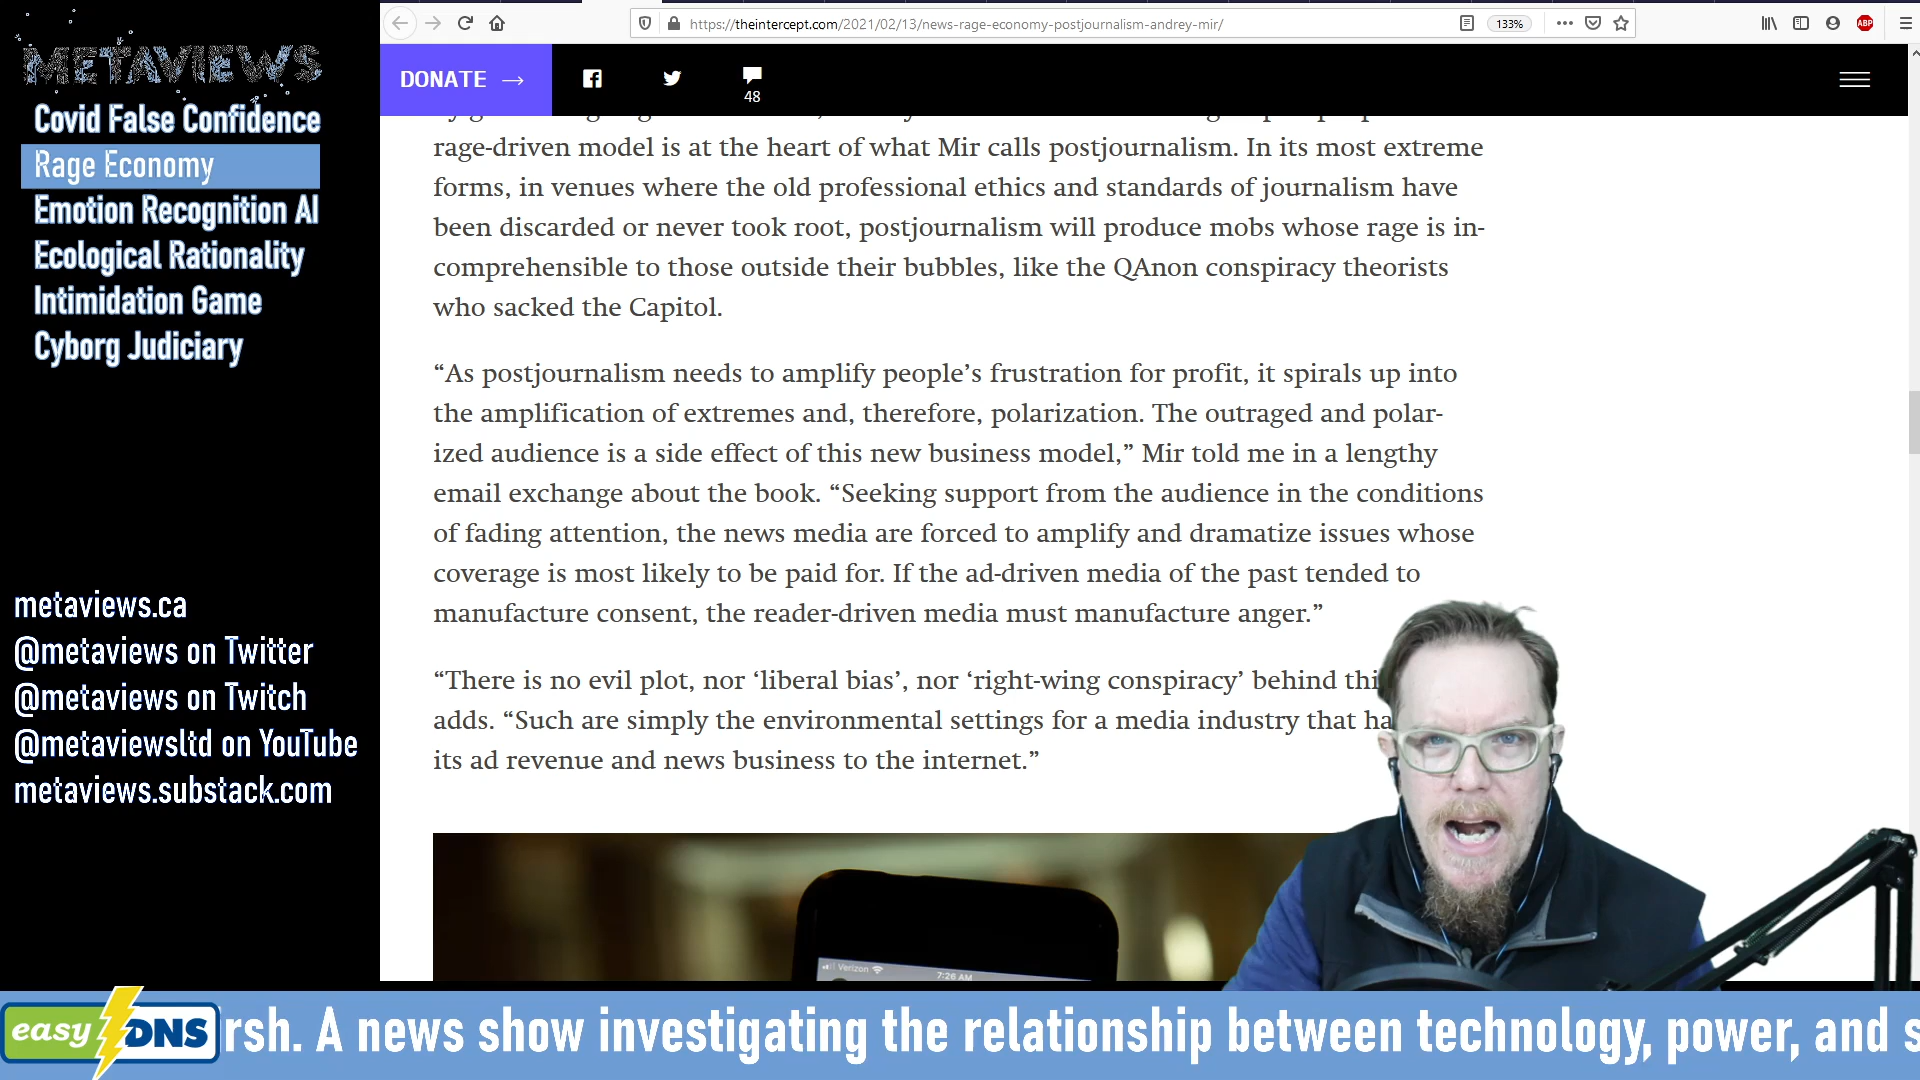 METAVIEWS
Covid False Confidence
Rage Economy
Emotion Recognition AI
Ecological Rationality
Intimidation Game
Cyborg Judiciary
metaviews.ca
@metaviews on Twitter
@metaviews on Twitch
@metaviewsltd on YouTube
metaviews.substack.com
https://theintercept.com/2021/02/13/news-rage-economy-postjournalism-andrey-mir/
133%
ABP
DONATE →
48
rage-driven model is at the heart of what Mir calls postjournalism. In its most extreme
forms, in venues where the old professional ethics and standards of journalism have
been discarded or never took root, postjournalism will produce mobs whose rage is in-
comprehensible to those outside their bubbles, like the QAnon conspiracy theorists
who sacked the Capitol.
“As postjournalism needs to amplify people’s frustration for profit, it spirals up into
the amplification of extremes and, therefore, polarization. The outraged and polar-
ized audience is a side effect of this new business model,” Mir told me in a lengthy
email exchange about the book. “Seeking support from the audience in the conditions
of fading attention, the news media are forced to amplify and dramatize issues whose
coverage is most likely to be paid for. If the ad-driven media of the past tended to
manufacture consent, the reader-driven media must manufacture anger.”
“There is no evil plot, nor ‘liberal bias’, nor ‘right-wing conspiracy’ behind thi
adds. “Such are simply the environmental settings for a media industry that ha
its ad revenue and news business to the internet.”
Verizon
7:26 AM
easyDNS
rsh. A news show investigating the relationship between technology, power, and s